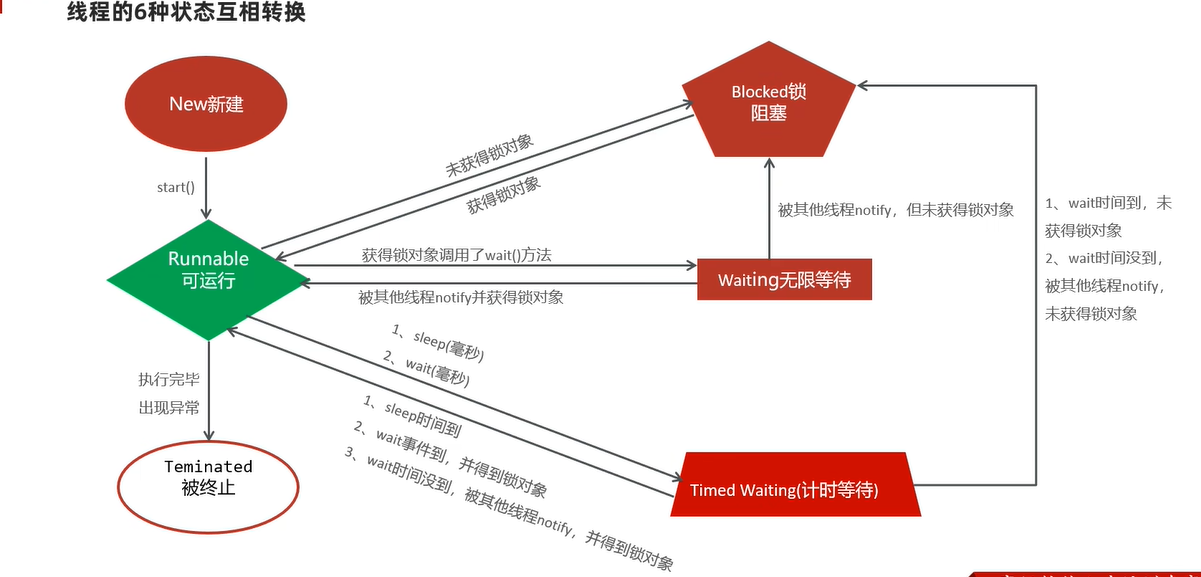 线程的6种状态互相转换
New新建
start()
Runnable
可运行
执行完毕
出现异常
Teminated
被终止
未获得锁对象
获得锁对象
获得锁对象调用了wait()方法
被其他线程notify并获得锁对象
1、sleep(毫秒)
2、wait(毫秒)
1、sleep时间到
2、wait事件到，并得到锁对象
3、wait时间没到，被其他线程notify，并得到锁对象
Blocked锁
阻塞
被其他线程notify，但未获得锁对象
Waiting无限等待
Timed Waiting(计时等待)
1、wait时间到，未
获得锁对象
2、wait时间没到，
被其他线程notify，
未获得锁对象